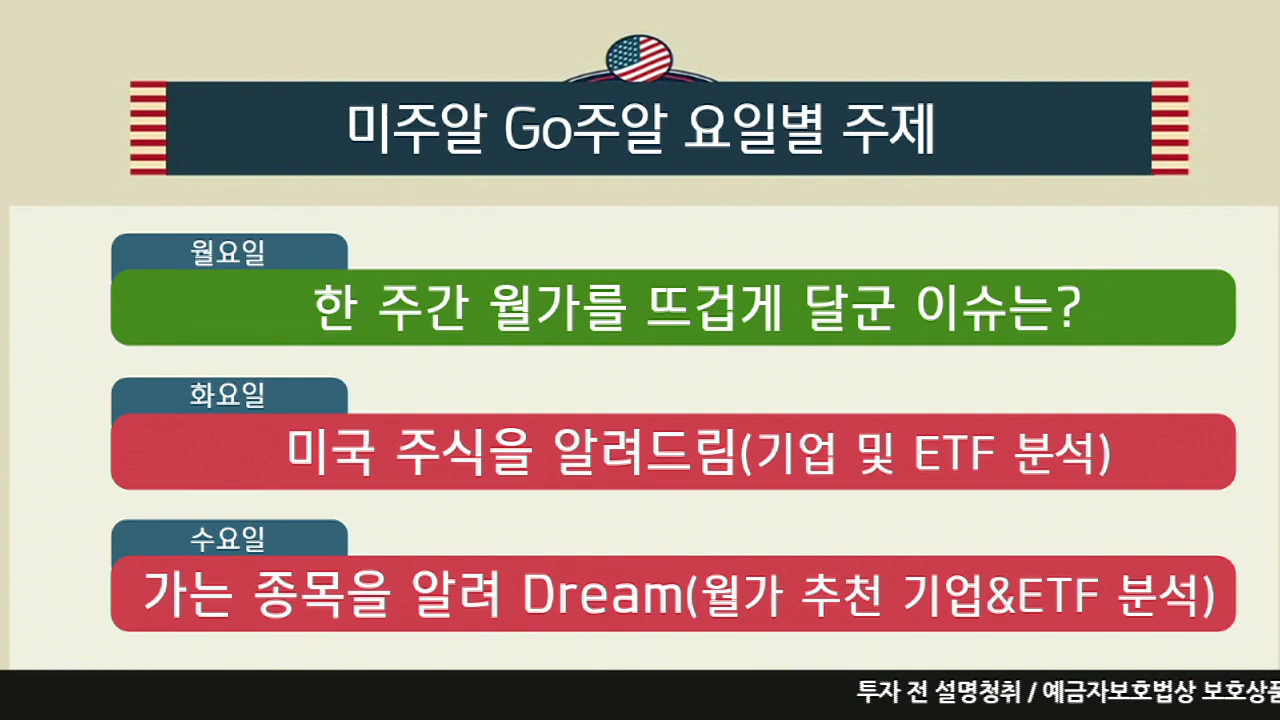 미주알 Go주알 요일별 주제
월요일
한 주간 월가를 뜨겁게 달군 이슈는?
화요일
미국 주식을 알려드림(기업 및 ETF 분석)
수요일
가는 종목을 알려 Dream(월가 추천 기업&ETF 분석)
투자 전 설명청취 / 예금자보호법상 보호상품